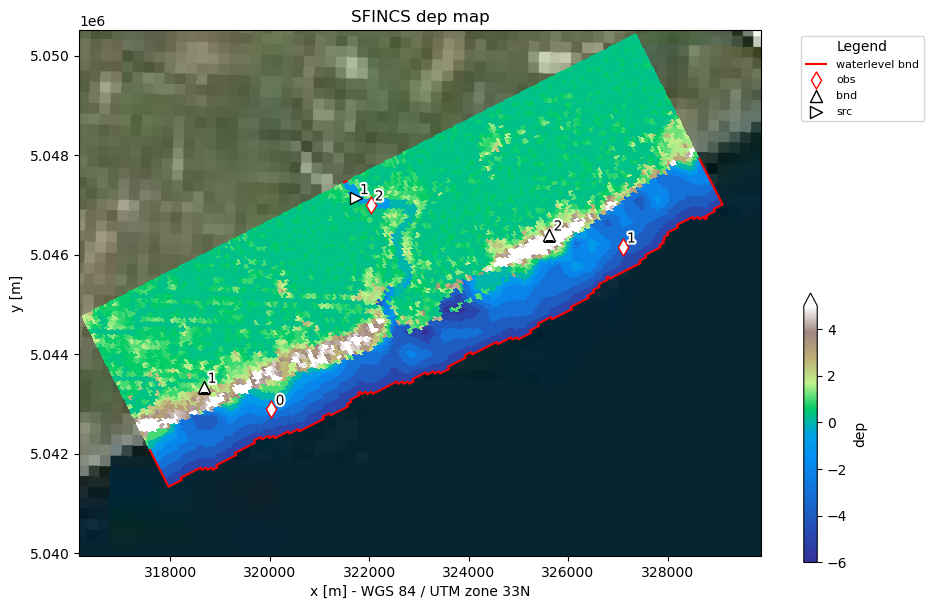 SFINCS dep map
1e6
5.050
5.048
5.046
5.044
5.042
5.040
y [m]
318000
320000
322000
324000
326000
328000
x [m] - WGS 84 / UTM zone 33N
1
2
2
1
1
0
Legend
waterlevel bnd
obs
bnd
src
4
2
0
−2
−4
−6
dep